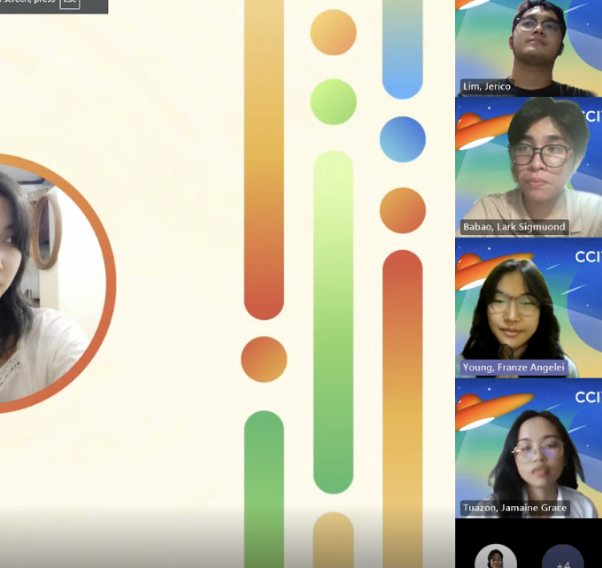 screen, press Esc
Lim, Jerico
CCI
Babao, Lark Sigmuond
CCI
Young, Franze Angelei
CCI
Tuazon, Jamaine Grace
+4